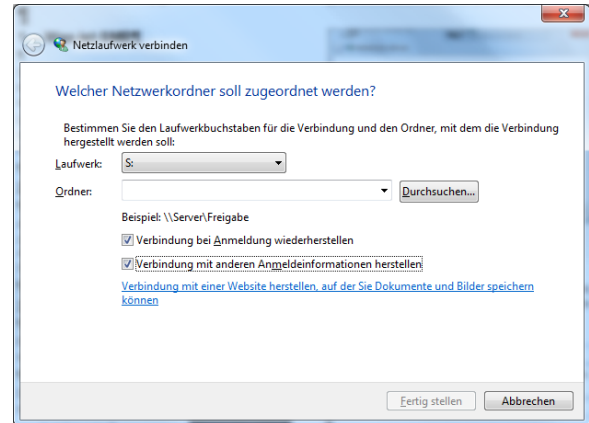 Netzlaufwerk verbinden
Welcher Netzwerkordner soll zugeordnet werden?
Bestimmen Sie den Laufwerkbuchstaben für die Verbindung und den Ordner, mit dem die Verbindung
hergestellt werden soll:
Laufwerk: S:
Ordner: Durchsuchen...
Beispiel: \\Server\Freigabe
Verbindung bei Anmeldung wiederherstellen
Verbindung mit anderen Anmeldeinformationen herstellen
Verbindung mit einer Website herstellen, auf der Sie Dokumente und Bilder speichern
können
Fertig stellen Abbrechen